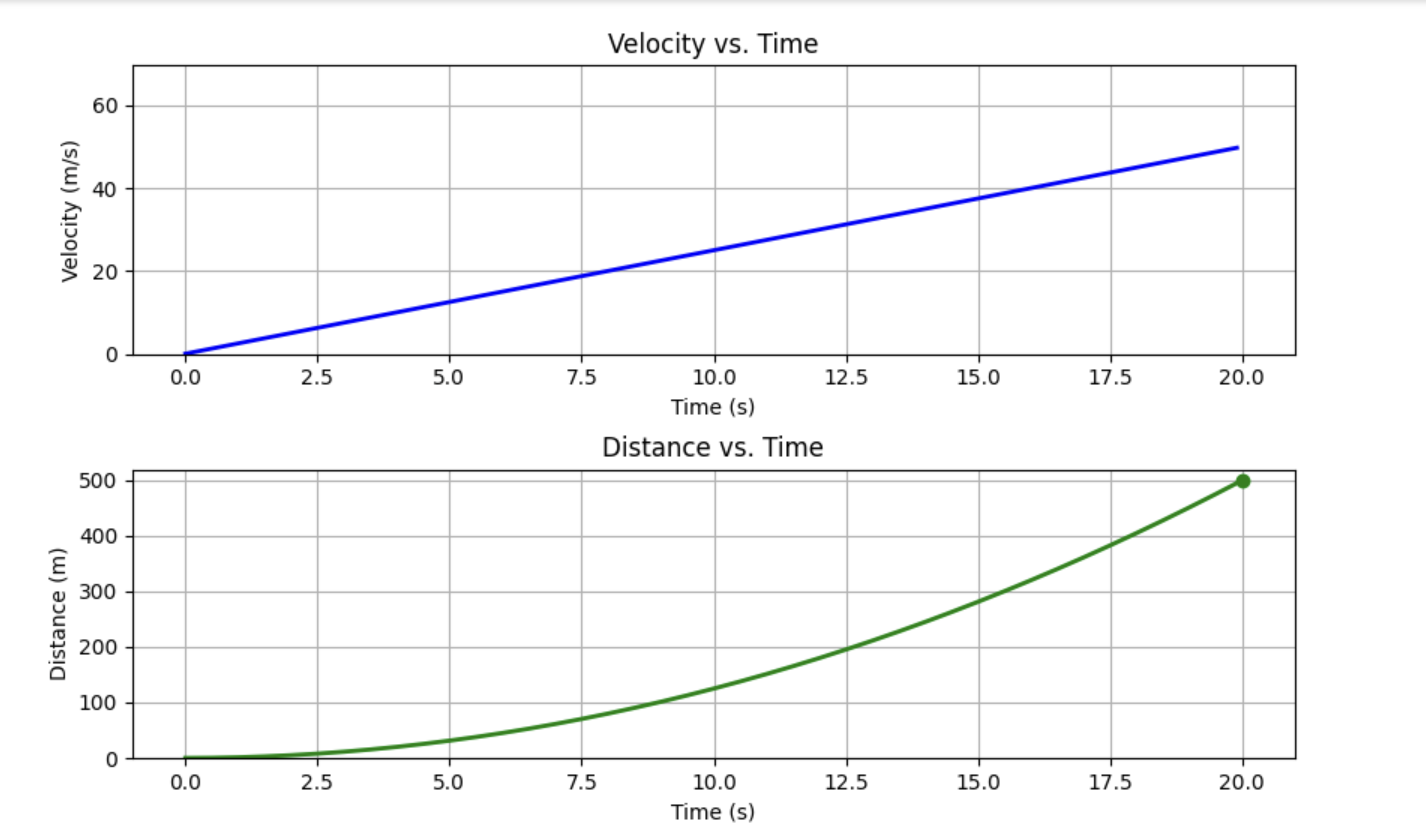 Velocity vs. Time
60
40
20
0
Velocity (m/s)
0.0 2.5 5.0 7.5 10.0 12.5 15.0 17.5 20.0
Time (s)
Distance vs. Time
500
400
300
200
100
0
Distance (m)
0.0 2.5 5.0 7.5 10.0 12.5 15.0 17.5 20.0
Time (s)